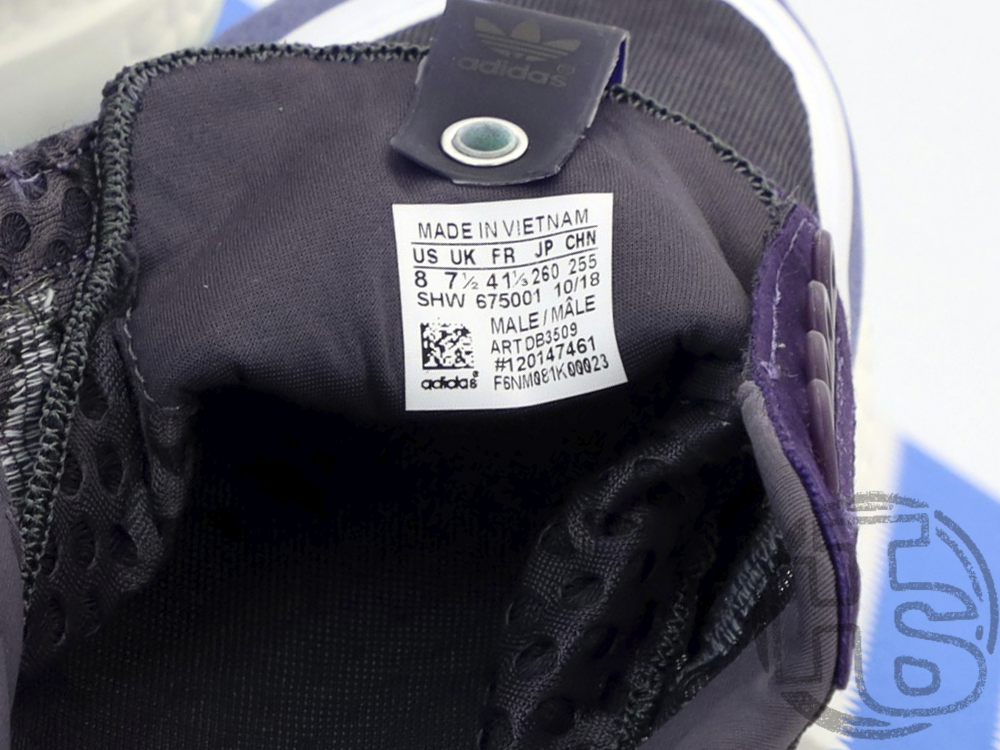 adidas
MADE IN VIETNAM
US UK FR JP CHN
8 7½ 41⅓ 260 255
SHW 675001 10/18
MALE / MÂLE
ART DB3509
#120147461
F6NM081K00023
adidas